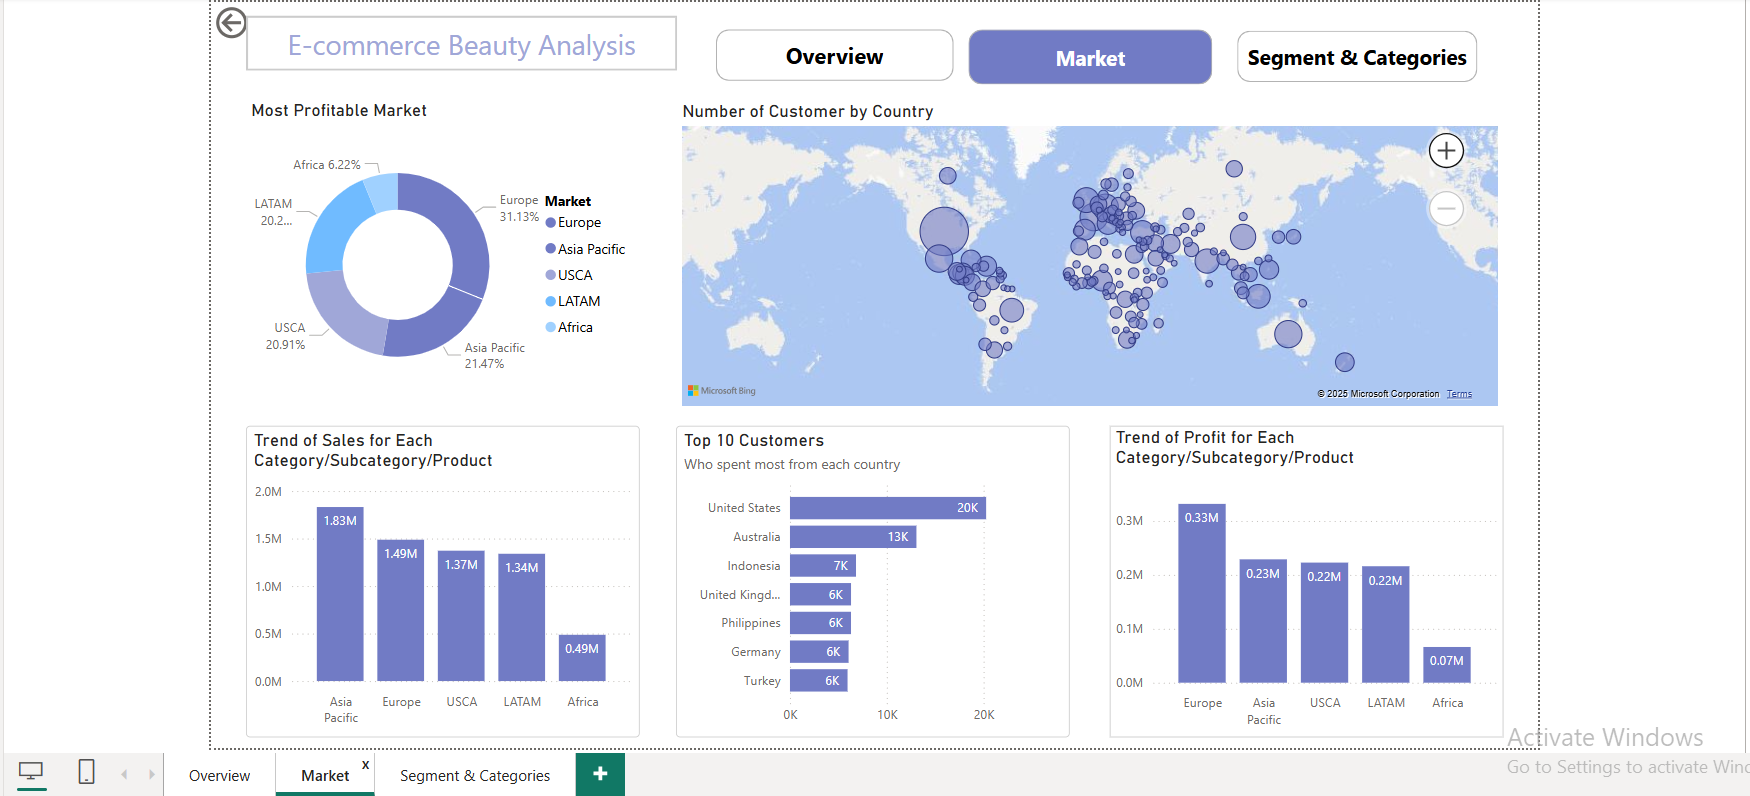 E-commerce Beauty Analysis
Overview
Market
Segment & Categories
Most Profitable Market
Africa 6.22%
LATAM
20.2...
Europe
31.13%
USCA
20.91%
Asia Pacific
21.47%
Market
Europe
Asia Pacific
USCA
LATAM
Africa
Number of Customer by Country
Microsoft Bing
© 2025 Microsoft Corporation Terms
Trend of Sales for Each
Category/Subcategory/Product
2.0M
1.5M
1.0M
0.5M
0.0M
1.83M
1.49M
1.37M
1.34M
0.49M
Asia
Pacific
Europe
USCA
LATAM
Africa
Top 10 Customers
Who spent most from each country
United States 20K
Australia 13K
Indonesia 7K
United Kingd... 6K
Philippines 6K
Germany 6K
Turkey 6K
0K 10K 20K
Trend of Profit for Each
Category/Subcategory/Product
0.3M
0.2M
0.1M
0.0M
0.33M
0.23M
0.22M
0.22M
0.07M
Europe
Asia
Pacific
USCA
LATAM
Africa
Activate Windows
Go to Settings to activate Winc
Overview
Market x
Segment & Categories
+